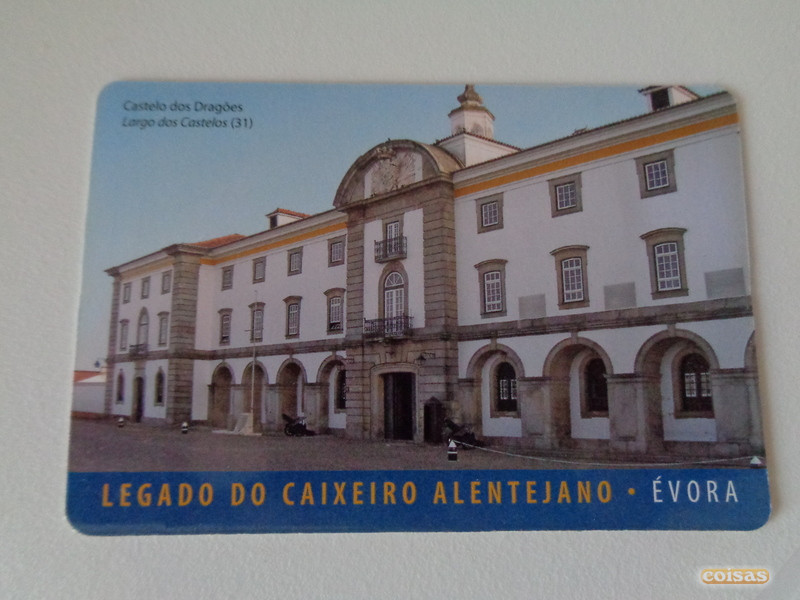 Castelo dos Dragões
Largo dos Castelos (31)
LEGADO DO CAIXEIRO ALENTEJANO • ÉVORA
coisas